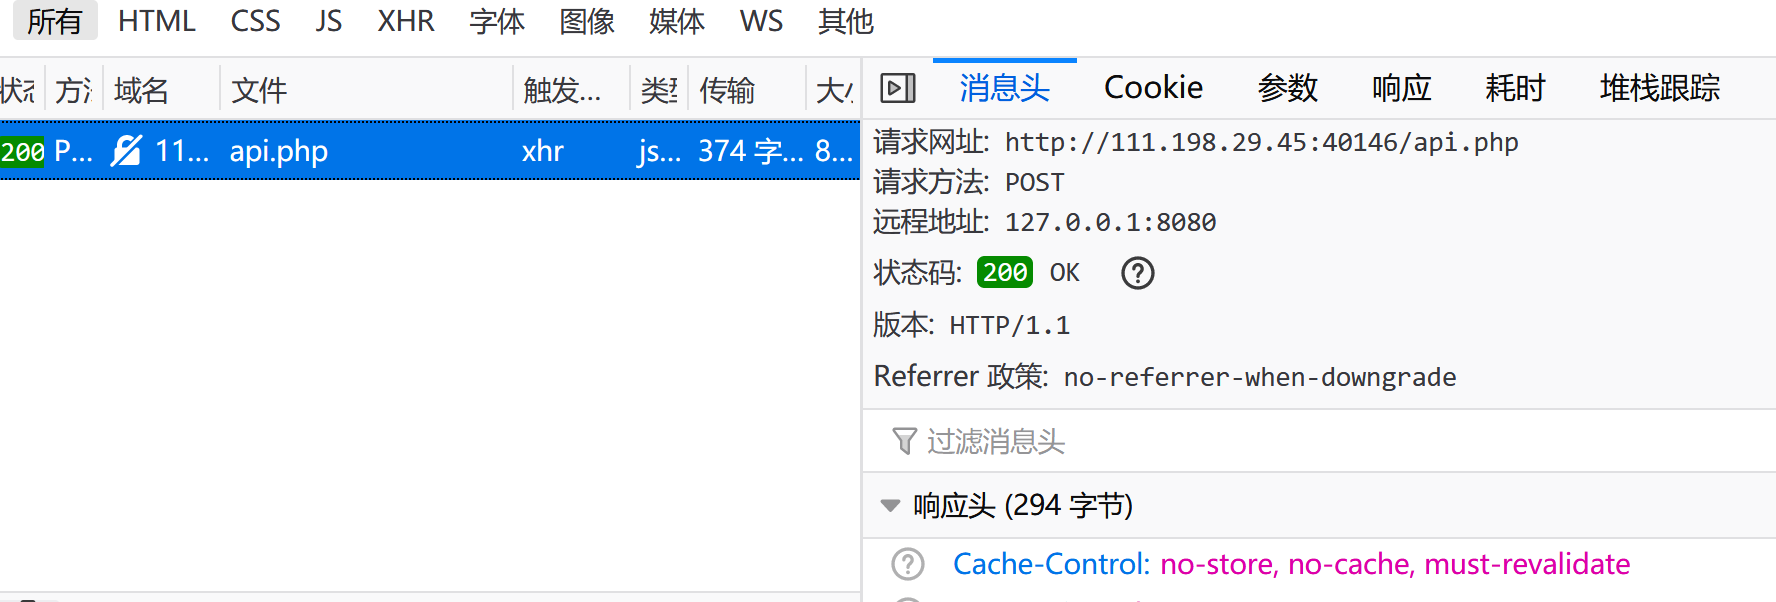 所有 HTML CSS JS XHR 字体 图像 媒体 WS 其他
域名 文件 触发... 传输
消息头 Cookie 参数 响应 耗时 堆栈跟踪
200 P... 11... api.php xhr js... 374 字... 8...
请求网址: http://111.198.29.45:40146/api.php
请求方法: POST
远程地址: 127.0.0.1:8080
状态码: 200 OK
版本: HTTP/1.1
Referrer 政策: no-referrer-when-downgrade
过滤消息头
响应头 (294 字节)
Cache-Control: no-store, no-cache, must-revalidate